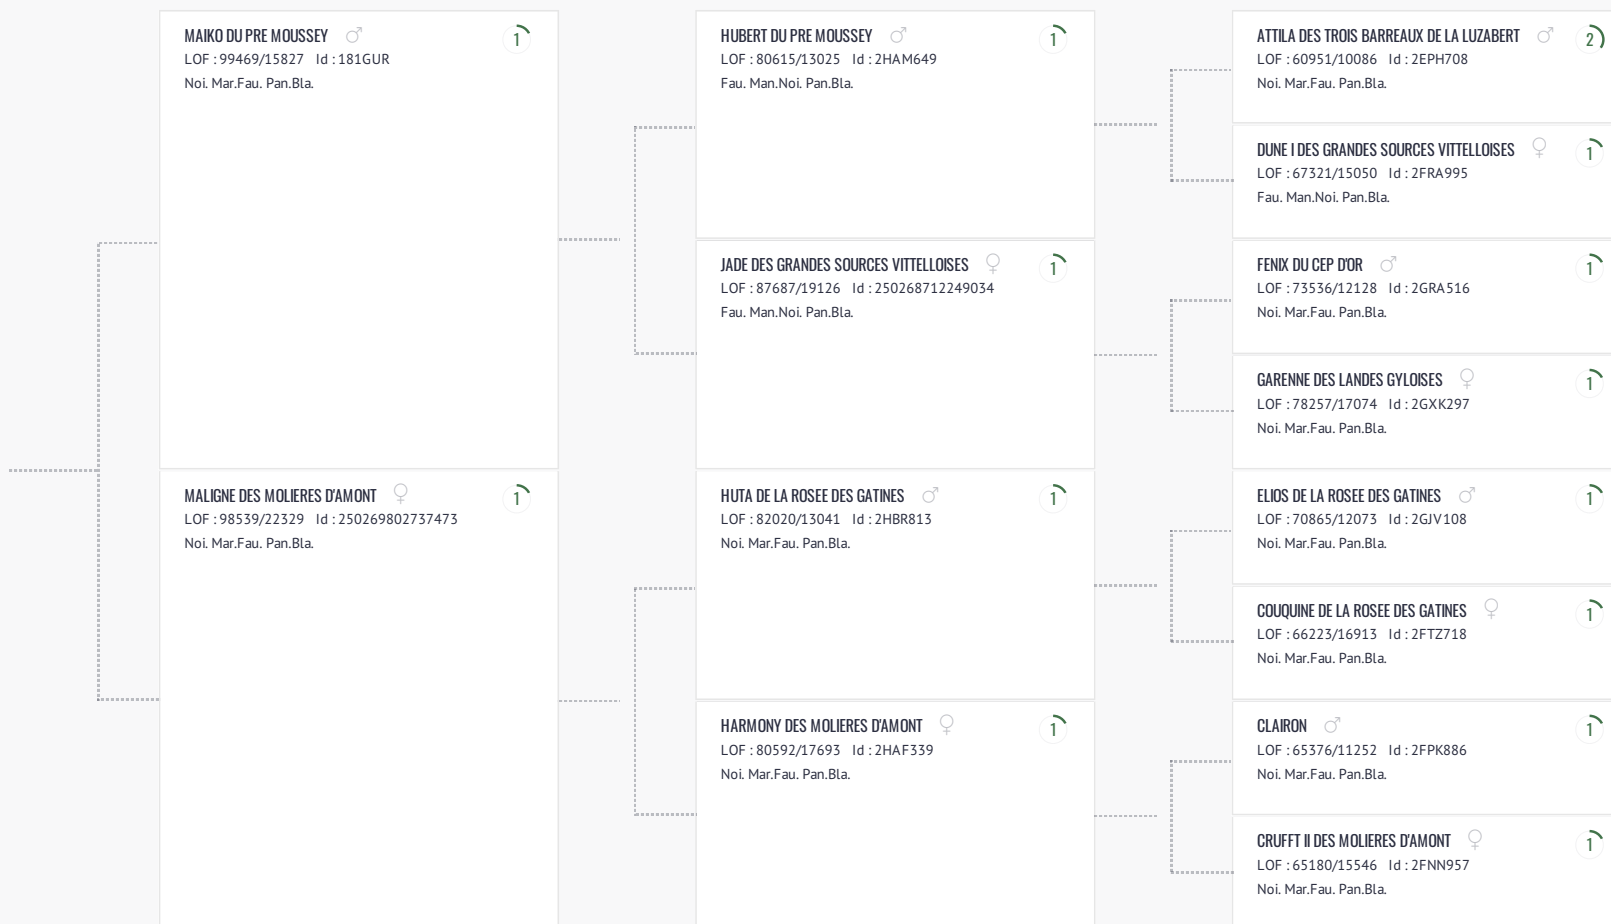 MAIKO DU PRE MOUSSEY
1
LOF : 99469/15827 Id : 181GUR
Noi. Mar.Fau. Pan.Bla.
MALIGNE DES MOLIERES D'AMONT
1
LOF : 98539/22329 Id : 250269802737473
Noi. Mar.Fau. Pan.Bla.
HUBERT DU PRE MOUSSEY
1
LOF : 80615/13025 Id : 2HAM649
Fau. Man.Noi. Pan.Bla.
JADE DES GRANDES SOURCES VITTELLOISES
1
LOF : 87687/19126 Id : 250268712249034
Fau. Man.Noi. Pan.Bla.
HUTA DE LA ROSEE DES GATINES
1
LOF : 82020/13041 Id : 2HBR813
Noi. Mar.Fau. Pan.Bla.
HARMONY DES MOLIERES D'AMONT
1
LOF : 80592/17693 Id : 2HAF339
Noi. Mar.Fau. Pan.Bla.
ATTILA DES TROIS BARREAUX DE LA LUZABERT
2
LOF : 60951/10086 Id : 2EPH708
Noi. Mar.Fau. Pan.Bla.
DUNE I DES GRANDES SOURCES VITTELLOISES
1
LOF : 67321/15050 Id : 2FRA995
Fau. Man.Noi. Pan.Bla.
FENIX DU CEP D'OR
1
LOF : 73536/12128 Id : 2GRA516
Noi. Mar.Fau. Pan.Bla.
GARENNE DES LANDES GYLOISES
1
LOF : 78257/17074 Id : 2GXK297
Noi. Mar.Fau. Pan.Bla.
ELIOS DE LA ROSEE DES GATINES
1
LOF : 70865/12073 Id : 2GJV108
Noi. Mar.Fau. Pan.Bla.
COUQUINE DE LA ROSEE DES GATINES
1
LOF : 66223/16913 Id : 2FTZ718
Noi. Mar.Fau. Pan.Bla.
CLAIRON
1
LOF : 65376/11252 Id : 2FPK886
Noi. Mar.Fau. Pan.Bla.
CRUFFT II DES MOLIERES D'AMONT
1
LOF : 65180/15546 Id : 2FNN957
Noi. Mar.Fau. Pan.Bla.